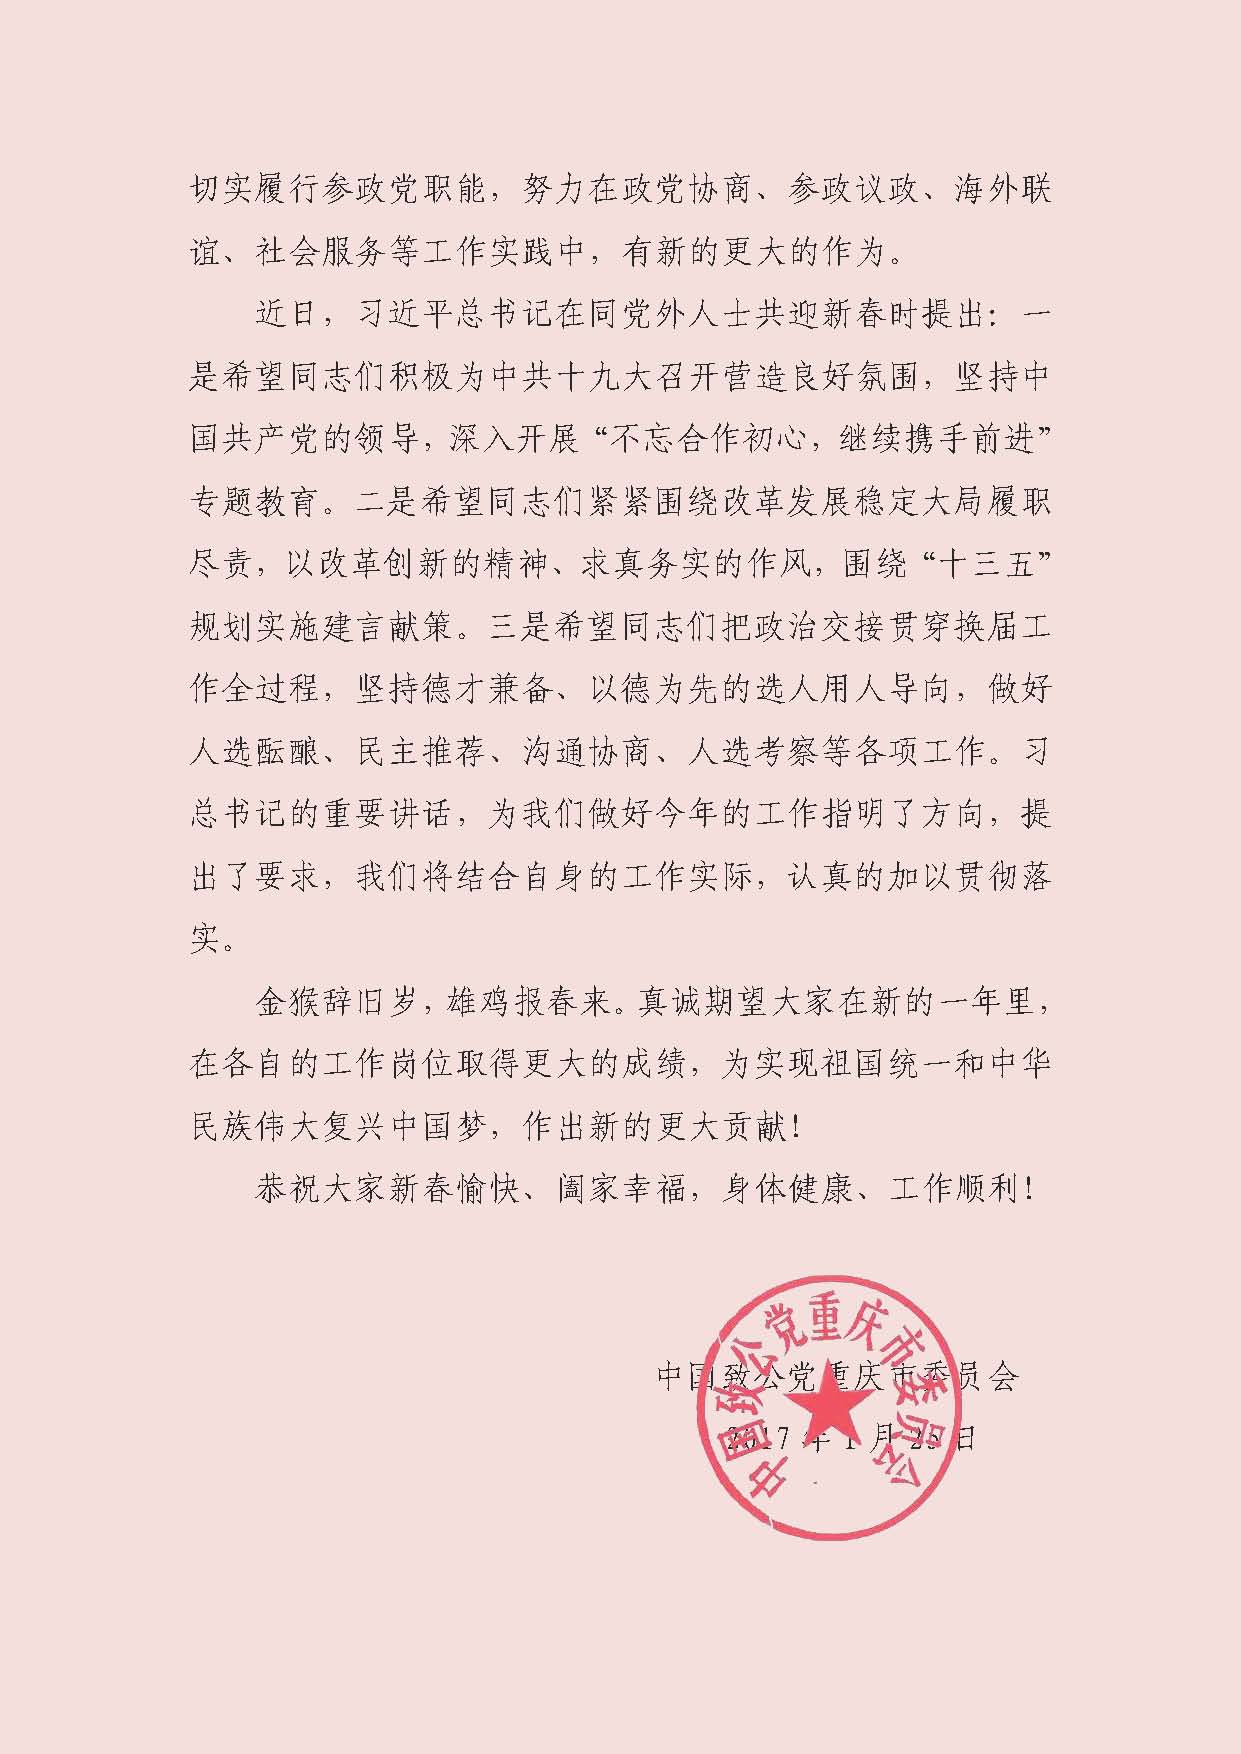 切实履行参政党职能，努力在政党协商、参政议政、海外联
谊、社会服务等工作实践中，有新的更大的作为。
近日，习近平总书记在同党外人士共迎新春时提出：一
是希望同志们积极为中共十九大召开营造良好氛围，坚持中
国共产党的领导，深入开展“不忘合作初心，继续携手前进”
专题教育。二是希望同志们紧紧围绕改革发展稳定大局履职
尽责，以改革创新的精神、求真务实的作风，围绕“十三五”
规划实施建言献策。三是希望同志们把政治交接贯穿换届工
作全过程，坚持德才兼备、以德为先的选人用人导向，做好
人选酝酿、民主推荐、沟通协商、人选考察等各项工作。习
总书记的重要讲话，为我们做好今年的工作指明了方向，提
出了要求，我们将结合自身的工作实际，认真的加以贯彻落
实。
金猴辞旧岁，雄鸡报春来。真诚期望大家在新的一年里，
在各自的工作岗位取得更大的成绩，为实现祖国统一和中华
民族伟大复兴中国梦，作出新的更大贡献！
恭祝大家新春愉快、阖家幸福，身体健康、工作顺利！
中国致公党重庆市委员会
2017 年 1 月 25 日
中国致公党重庆市委员会